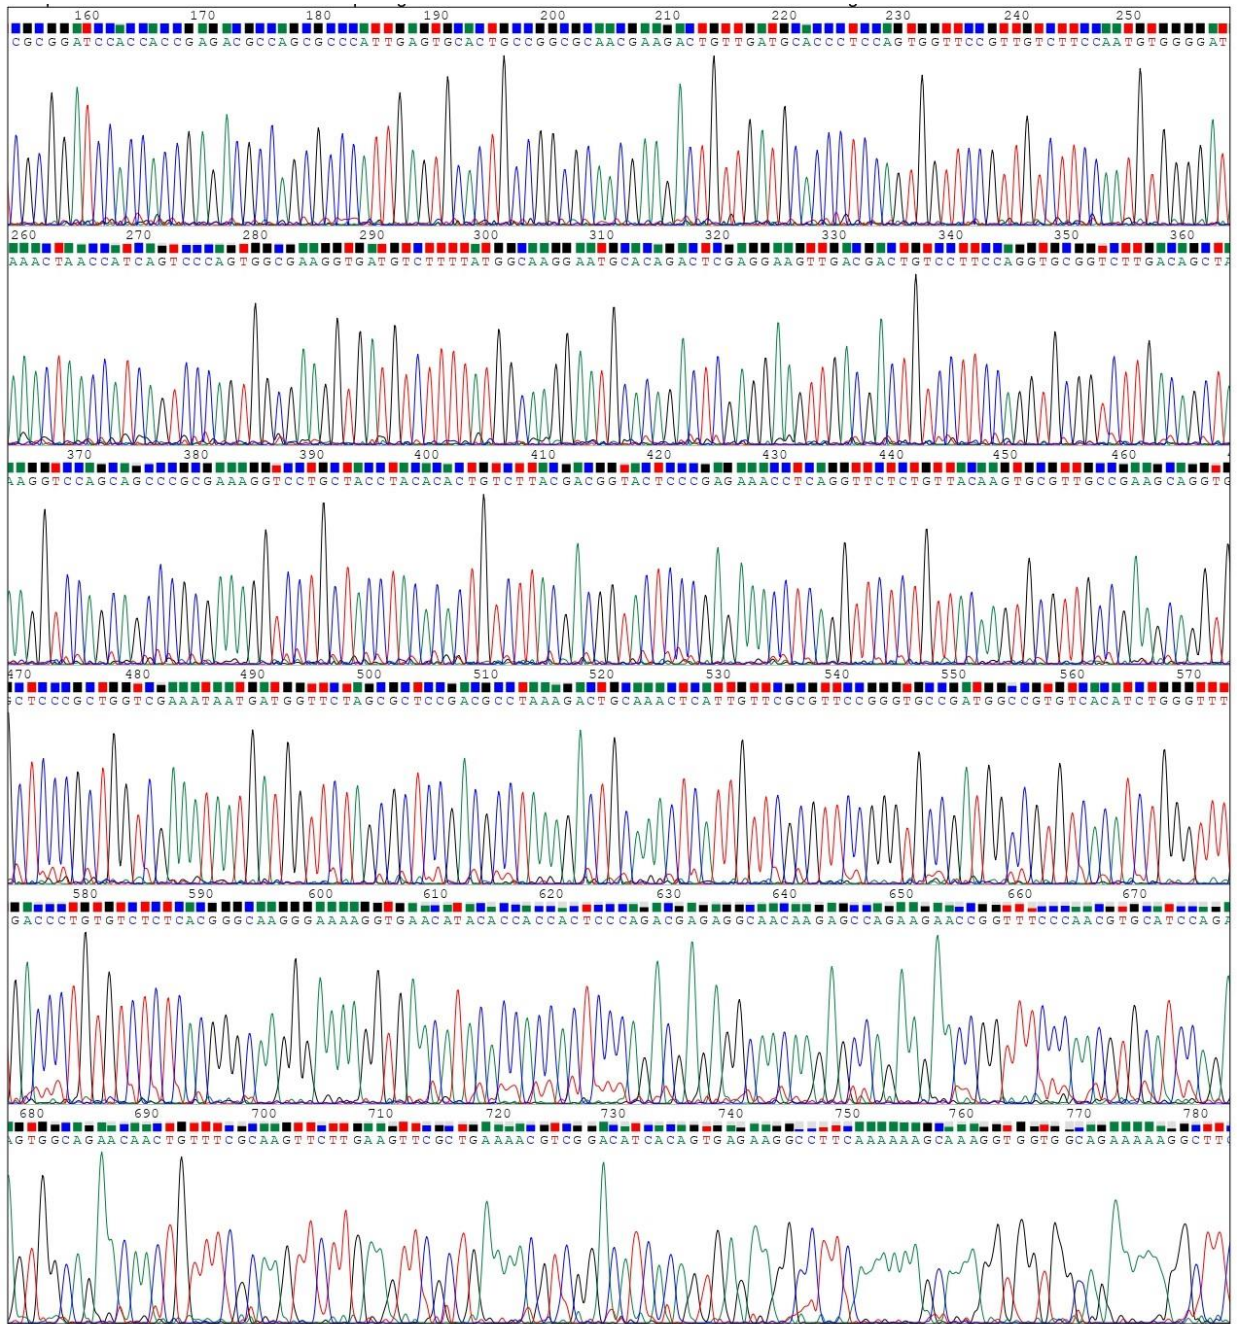 160 170 180 190 200 210 220 230 240 250
CGCGGATCCACCACCGAGACGCCAGCGCCCATTGAGTGCACTGCCGGCGCAACGAAGACTGTTGATGCACCCTCCAGTGGTTCCGTTGTCTTCCAATGTGGGGAT
260 270 280 290 300 310 320 330 340 350 360
AAACTAACCATCAGTCCCAGTGGCGAAGGTGATGTCTTTTATGGCAAGGAATGCACAGACTCGAGGAAGTTGACGACTGTCCTTCCAGGTGCGGTCTTGACAGCTA
370 380 390 400 410 420 430 440 450 460
AAGGTCCAGCAGCCCGCGAAAGGTCCTGCTACCTACACACTGTCTTACGACGGTACTCCCGAGAAACCTCAGGTTCTCTGTTACAAGTGCGTTGCCGAAGCAGGTG
470 480 490 500 510 520 530 540 550 560 570
GCTCCCGCTGGTCGAAATAATGATGGTTCTAGCGCTCCGACGCCTAAAGACTGCAAACTCATTGTTCGCGTTCCGGGTGCCGATGGCCGTGTCACATCTGGGTTT
580 590 600 610 620 630 640 650 660 670
GACCCTGTGTCTCTCACGGGCAAGGGAAAAGGTGAACATACACCACCACTCCCAGACGAGAGGCAACAAGAGCCAGAAGAACCGGTTTCCCAACGTGCATCCAGA
680 690 700 710 720 730 740 750 760 770 780
AGTGGCAGAACAACTGTTTCGCAAGTTCTTGAAGTTCGCTGAAAACGTCGGACATCACAGTGAGAAGGCCTTCAAAAAAGCAAAGGTGGTGGCAGAAAAAAGGCTTC